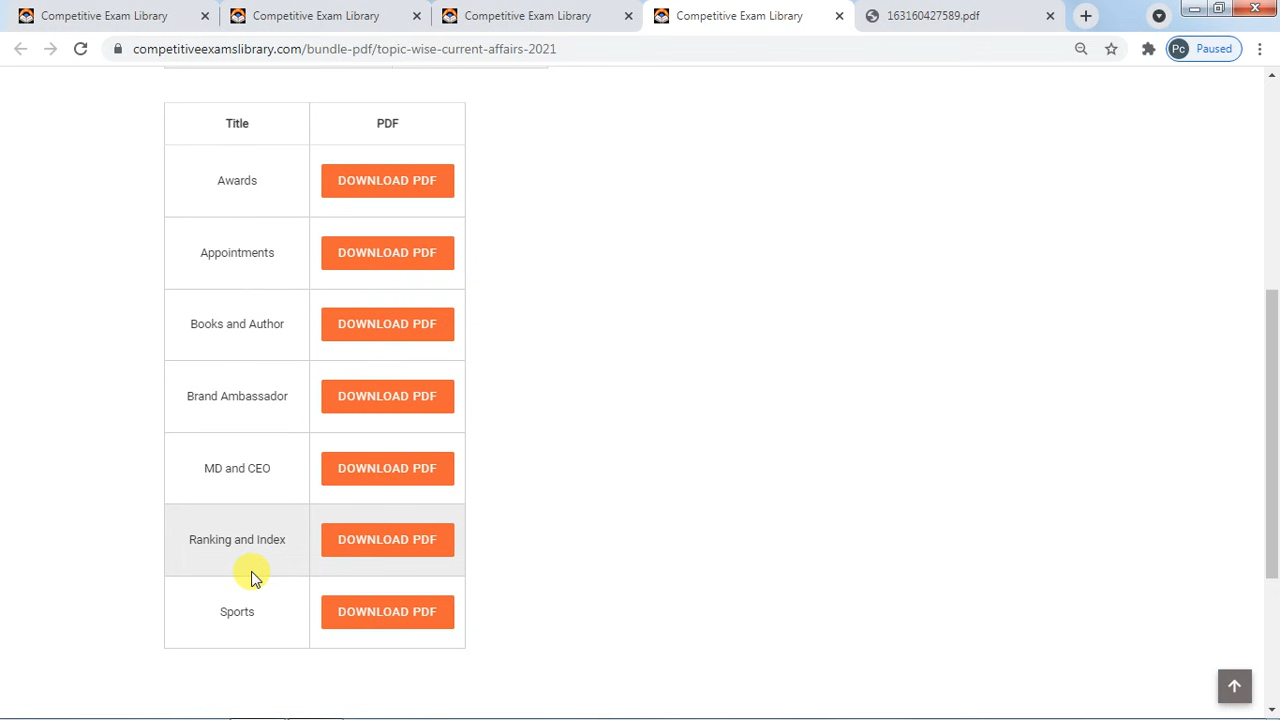 Competitive Exam Library
Competitive Exam Library
Competitive Exam Library
Competitive Exam Library
163160427589.pdf
competitiveexamslibrary.com/bundle-pdf/topic-wise-current-affairs-2021
Pc Paused
Title PDF
Awards DOWNLOAD PDF
Appointments DOWNLOAD PDF
Books and Author DOWNLOAD PDF
Brand Ambassador DOWNLOAD PDF
MD and CEO DOWNLOAD PDF
Ranking and Index DOWNLOAD PDF
Sports DOWNLOAD PDF